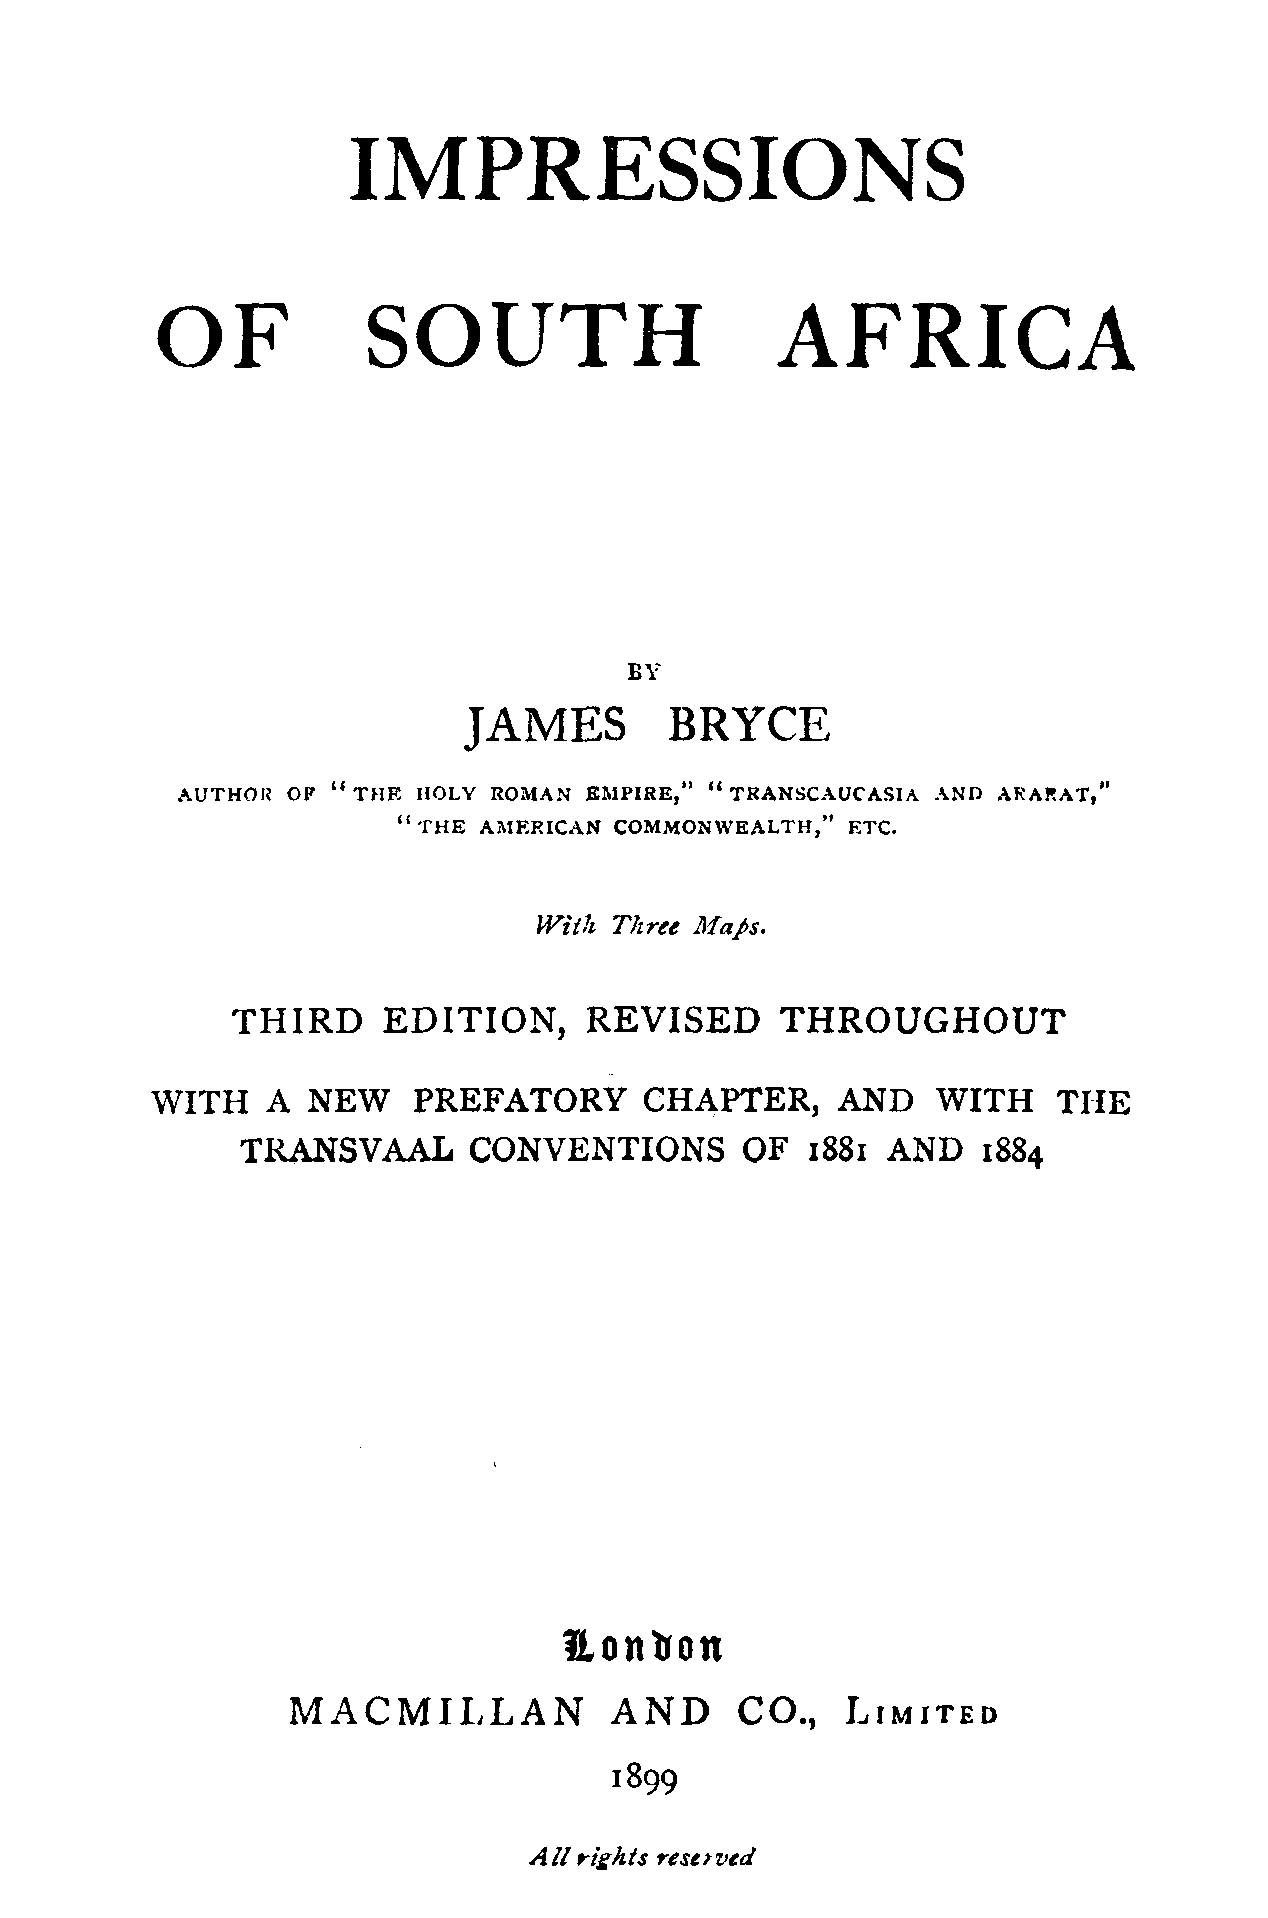 IMPRESSIONS
OF SOUTH AFRICA
BY
JAMES BRYCE
AUTHOR OF "THE HOLY ROMAN EMPIRE," "TRANSCAUCASIA AND ARARAT,"
"THE AMERICAN COMMONWEALTH," ETC.
With Three Maps.
THIRD EDITION, REVISED THROUGHOUT
WITH A NEW PREFATORY CHAPTER, AND WITH THE
TRANSVAAL CONVENTIONS OF 1881 AND 1884
London
MACMILLAN AND CO., LIMITED
1899
All rights reserved